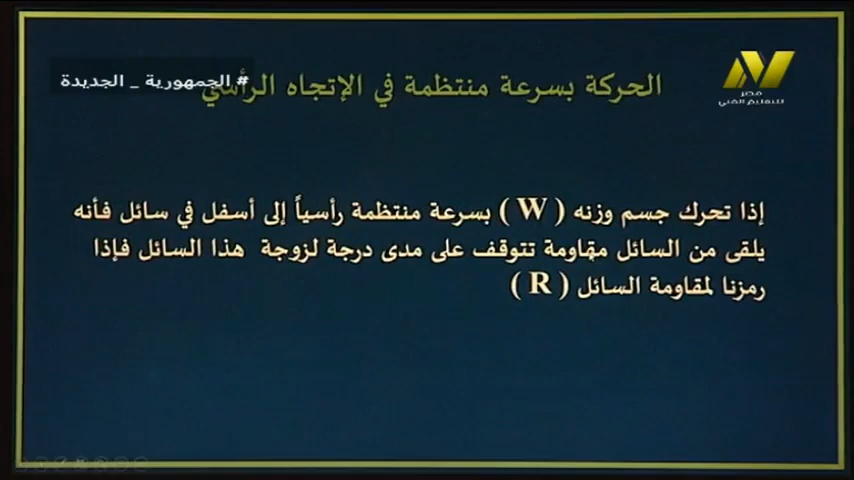 # الجمهورية _ الجديدة
مصر
للتعليم الفني
الحركة بسرعة منتظمة في الإتجاه الرأسي
إذا تحرك جسم وزنه ( W ) بسرعة منتظمة رأسياً إلى أسفل في سائل فأنه
يلقى من السائل مقاومة تتوقف على مدى درجة لزوجة هذا السائل فإذا
رمزنا لمقاومة السائل ( R )